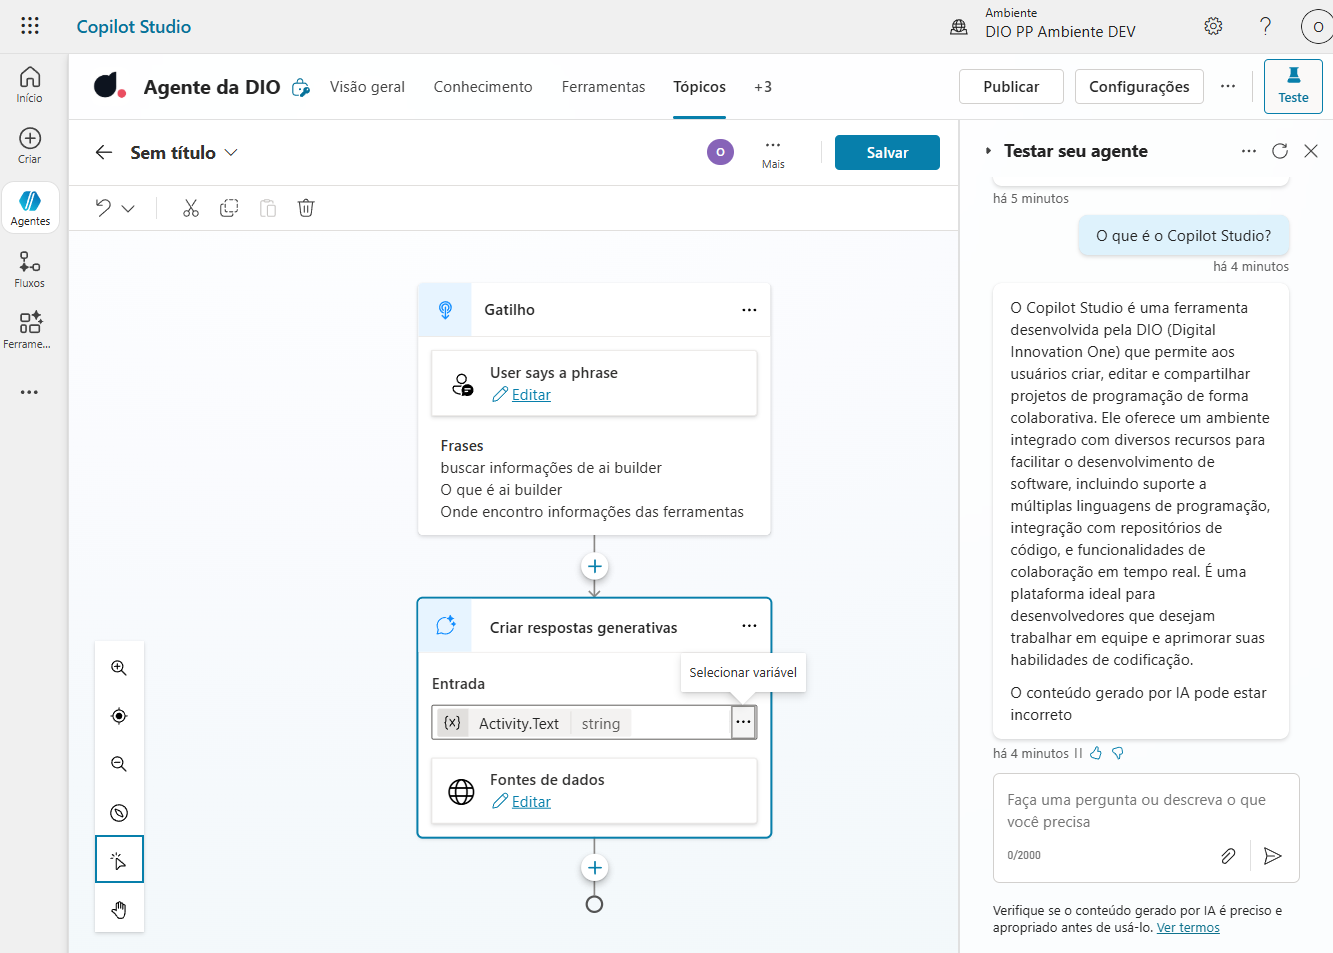 Copilot Studio
Ambiente
DIO PP Ambiente DEV
?
O
Início
Criar
Agentes
Fluxos
Ferrame...
Agente da DIO
Visão geral
Conhecimento
Ferramentas
Tópicos
+3
Publicar
Configurações
Teste
Sem título
O
Mais
Salvar
Gatilho
User says a phrase
Editar
Frases
buscar informações de ai builder
O que é ai builder
Onde encontro informações das ferramentas
Criar respostas generativas
Selecionar variável
Entrada
{x} Activity.Text string
Fontes de dados
Editar
Testar seu agente
há 5 minutos
O que é o Copilot Studio?
há 4 minutos
O Copilot Studio é uma ferramenta
desenvolvida pela DIO (Digital
Innovation One) que permite aos
usuários criar, editar e compartilhar
projetos de programação de forma
colaborativa. Ele oferece um ambiente
integrado com diversos recursos para
facilitar o desenvolvimento de
software, incluindo suporte a
múltiplas linguagens de programação,
integração com repositórios de
código, e funcionalidades de
colaboração em tempo real. É uma
plataforma ideal para
desenvolvedores que desejam
trabalhar em equipe e aprimorar suas
habilidades de codificação.
O conteúdo gerado por IA pode estar
incorreto
há 4 minutos
Faça uma pergunta ou descreva o que
você precisa
0/2000
Verifique se o conteúdo gerado por IA é preciso e
apropriado antes de usá-lo. Ver termos